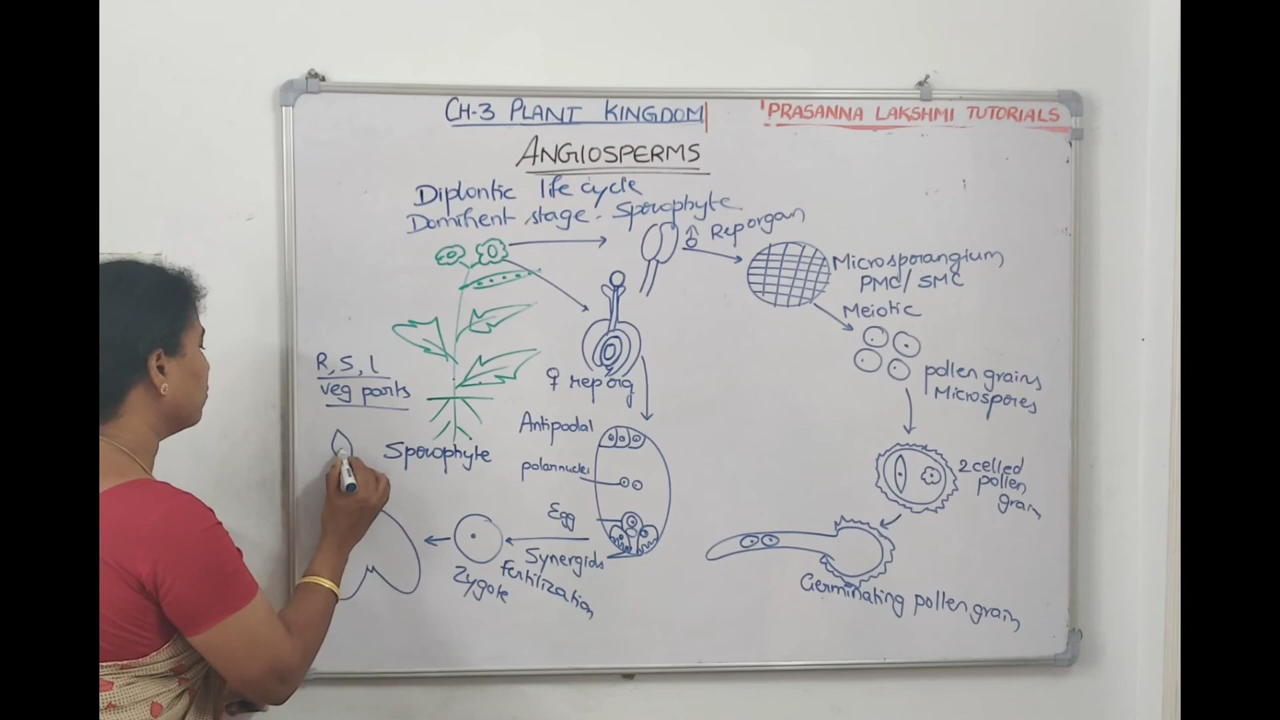 CH-3 PLANT KINGDOM
PRASANNA LAKSHMI TUTORIALS
ANGIOSPERMS
Diplontic life cycle
Dominent stage - Sporophyte
♂ Rep organ
Microsporangium
PMC/ SMC
Meiotic
pollen grains
Microspores
2 celled
pollen
grain
Germinating pollen grain
R, S, L
veg parts
Sporophyte
♀ rep org
Antipodal
polar nuclei
Egg
Synergids
fertilization
Zygote